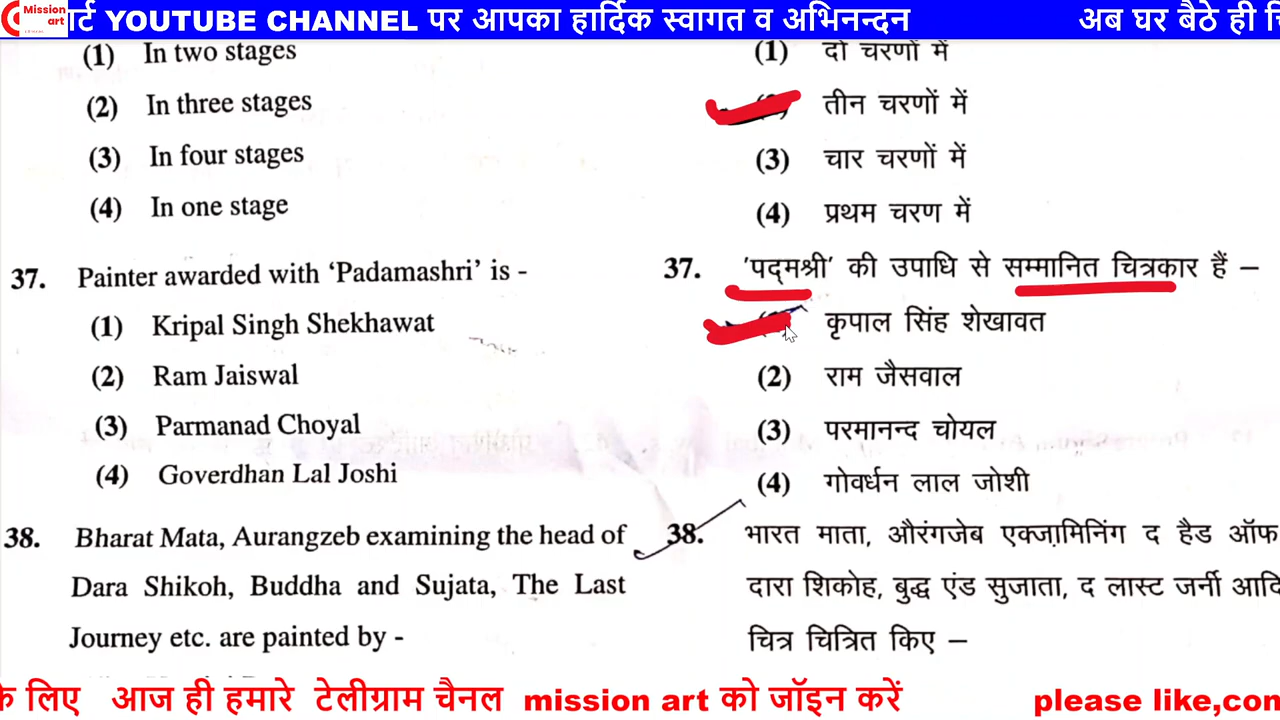 Mission art
र्ट YOUTUBE CHANNEL पर आपका हार्दिक स्वागत व अभिनन्दन अब घर बैठे ही
(1) In two stages
(2) In three stages
(3) In four stages
(4) In one stage
37. Painter awarded with ‘Padamashri’ is -
(1) Kripal Singh Shekhawat
(2) Ram Jaiswal
(3) Parmanad Choyal
(4) Goverdhan Lal Joshi
38. Bharat Mata, Aurangzeb examining the head of
Dara Shikoh, Buddha and Sujata, The Last
Journey etc. are painted by -
(1) दो चरणों में
तीन चरणों में
(3) चार चरणों में
(4) प्रथम चरण में
37. 'पद्मश्री' की उपाधि से सम्मानित चित्रकार हैं –
कृपाल सिंह शेखावत
(2) राम जैसवाल
(3) परमानन्द चोयल
(4) गोवर्धन लाल जोशी
38. भारत माता, औरंगजेब एक्जा़मिनिंग द हैड ऑफ
दारा शिकोह, बुद्ध एंड सुजाता, द लास्ट जर्नी आदि
चित्र चित्रित किए –
के लिए आज ही हमारे टेलीग्राम चैनल mission art को जॉइन करें please like,com